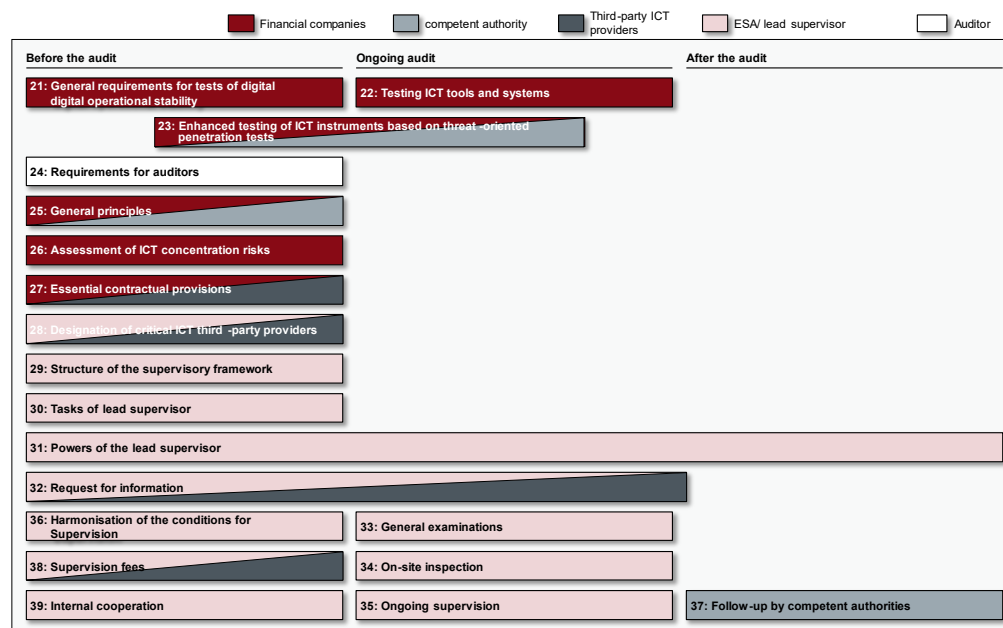 Financial companies
competent authority
Third-party ICT
providers
ESA/ lead supervisor
Auditor
Before the audit
Ongoing audit
After the audit
21: General requirements for tests of digital
digital operational stability
22: Testing ICT tools and systems
23: Enhanced testing of ICT instruments based on threat -oriented
penetration tests
24: Requirements for auditors
25: General principles
26: Assessment of ICT concentration risks
27: Essential contractual provisions
28: Designation of critical ICT third -party providers
29: Structure of the supervisory framework
30: Tasks of lead supervisor
31: Powers of the lead supervisor
32: Request for information
36: Harmonisation of the conditions for
Supervision
33: General examinations
38: Supervision fees
34: On-site inspection
39: Internal cooperation
35: Ongoing supervision
37: Follow-up by competent authorities